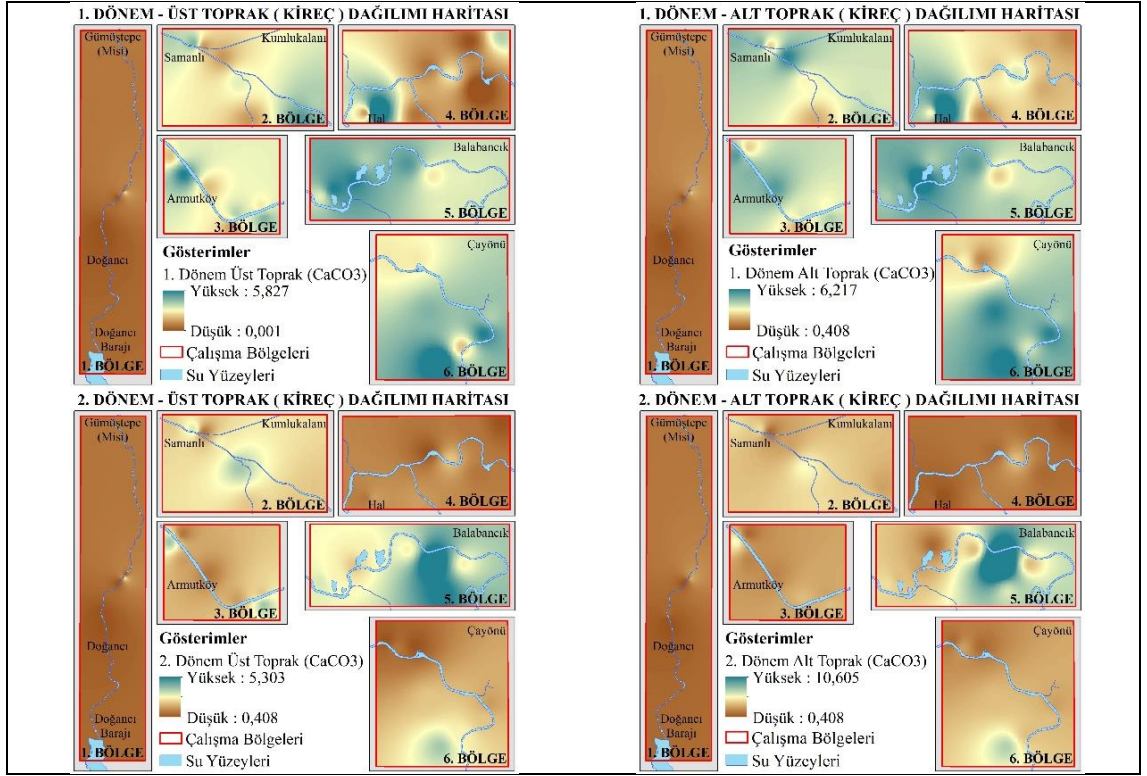 1. DÖNEM - ÜST TOPRAK ( KİREÇ ) DAĞILIMI HARİTASI
Gümüştepe
(Misi)
Doğancı
Doğancı
Barajı
1. BÖLGE
Samanlı
Kumlukalanı
2. BÖLGE
Hal
4. BÖLGE
Armutköy
3. BÖLGE
Balabancık
5. BÖLGE
Çayönü
6. BÖLGE
Gösterimler
1. Dönem Üst Toprak (CaCO3)
Yüksek : 5,827
Düşük : 0,001
Çalışma Bölgeleri
Su Yüzeyleri
1. DÖNEM - ALT TOPRAK ( KİREÇ ) DAĞILIMI HARİTASI
Gümüştepe
(Misi)
Doğancı
Doğancı
Barajı
1. BÖLGE
Samanlı
Kumlukalanı
2. BÖLGE
Hal
4. BÖLGE
Armutköy
3. BÖLGE
Balabancık
5. BÖLGE
Çayönü
6. BÖLGE
Gösterimler
1. Dönem Alt Toprak (CaCO3)
Yüksek : 6,217
Düşük : 0,408
Çalışma Bölgeleri
Su Yüzeyleri
2. DÖNEM - ÜST TOPRAK ( KİREÇ ) DAĞILIMI HARİTASI
Gümüştepe
(Misi)
Doğancı
Doğancı
Barajı
1. BÖLGE
Samanlı
Kumlukalanı
2. BÖLGE
Hal
4. BÖLGE
Armutköy
3. BÖLGE
Balabancık
5. BÖLGE
Çayönü
6. BÖLGE
Gösterimler
2. Dönem Üst Toprak (CaCO3)
Yüksek : 5,303
Düşük : 0,408
Çalışma Bölgeleri
Su Yüzeyleri
2. DÖNEM - ALT TOPRAK ( KİREÇ ) DAĞILIMI HARİTASI
Gümüştepe
(Misi)
Doğancı
Doğancı
Barajı
1. BÖLGE
Samanlı
Kumlukalanı
2. BÖLGE
Hal
4. BÖLGE
Armutköy
3. BÖLGE
Balabancık
5. BÖLGE
Çayönü
6. BÖLGE
Gösterimler
2. Dönem Alt Toprak (CaCO3)
Yüksek : 10,605
Düşük : 0,408
Çalışma Bölgeleri
Su Yüzeyleri